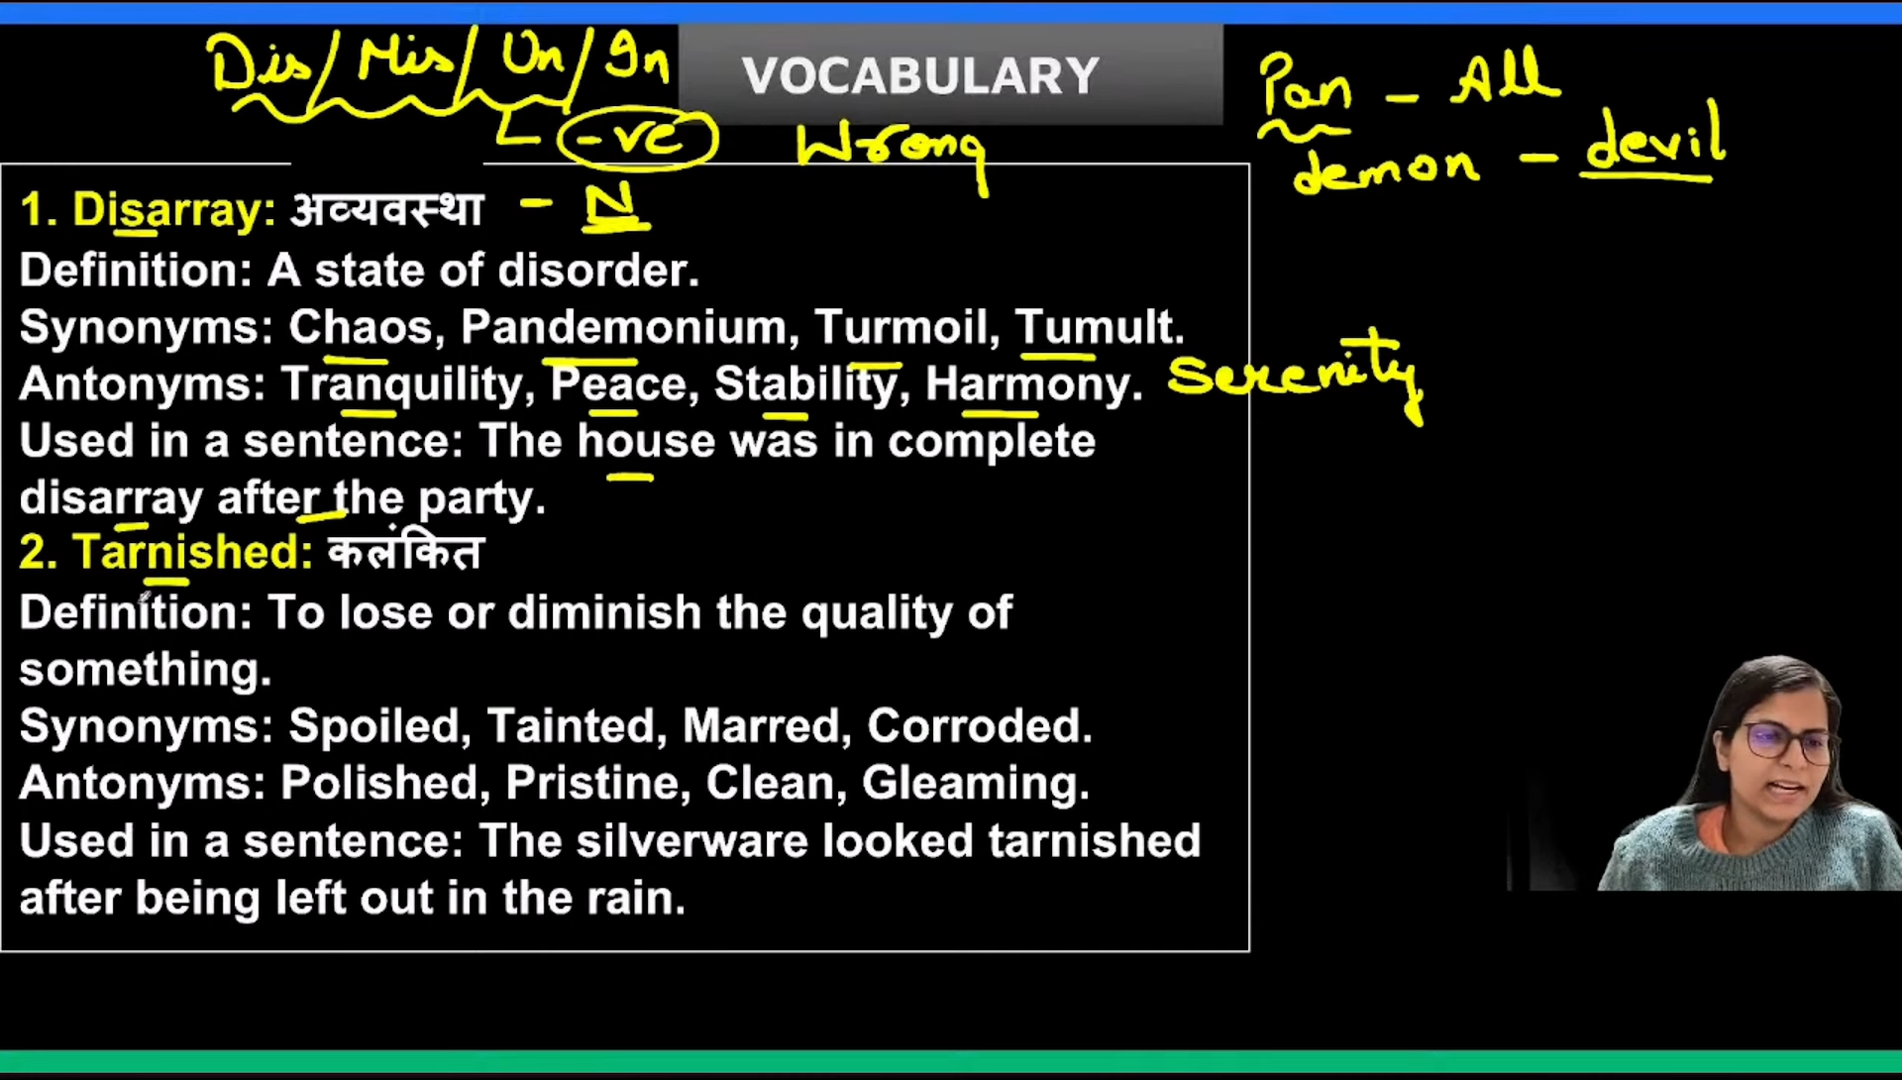 Dis/Mis/Un/In
VOCABULARY
Pan - All
- -ve
Wrong
demon - devil
1. Disarray: अव्यवस्था - N
Definition: A state of disorder.
Synonyms: Chaos, Pandemonium, Turmoil, Tumult.
Antonyms: Tranquility, Peace, Stability, Harmony. Serenity
Used in a sentence: The house was in complete
disarray after the party.
2. Tarnished: कलंकित
Definition: To lose or diminish the quality of
something.
Synonyms: Spoiled, Tainted, Marred, Corroded.
Antonyms: Polished, Pristine, Clean, Gleaming.
Used in a sentence: The silverware looked tarnished
after being left out in the rain.